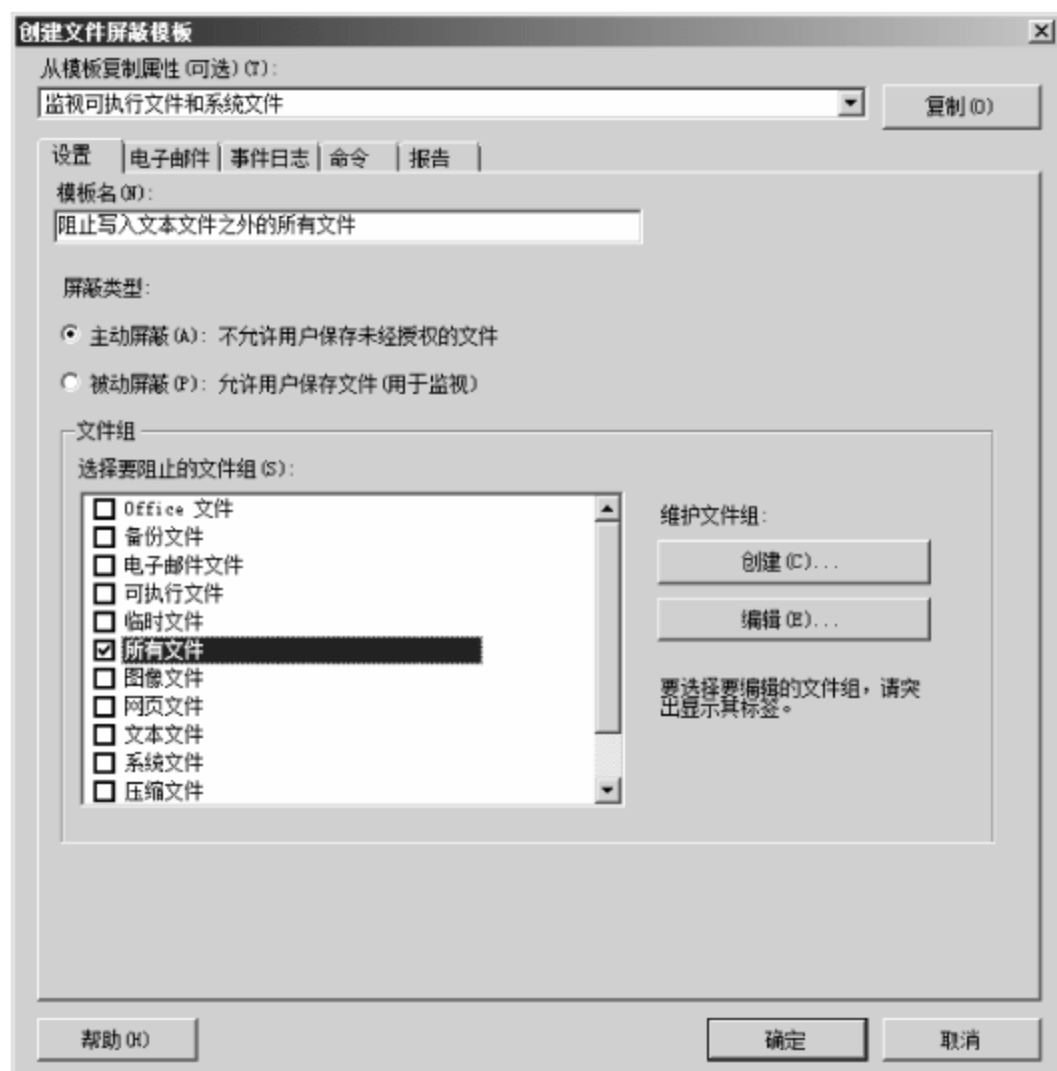 创建文件屏蔽模板
从模板复制属性(可选)(T):
监视可执行文件和系统文件
复制(O)
设置 电子邮件 事件日志 命令 报告
模板名(N):
阻止写入文本文件之外的所有文件
屏蔽类型:
主动屏蔽(A): 不允许用户保存未经授权的文件
被动屏蔽(P): 允许用户保存文件(用于监视)
文件组
选择要阻止的文件组(S):
Office 文件
备份文件
电子邮件文件
可执行文件
临时文件
所有文件
图像文件
网页文件
文本文件
系统文件
压缩文件
维护文件组:
创建(C)...
编辑(E)...
要选择要编辑的文件组，请突
出显示其标签。
帮助(H)
确定
取消